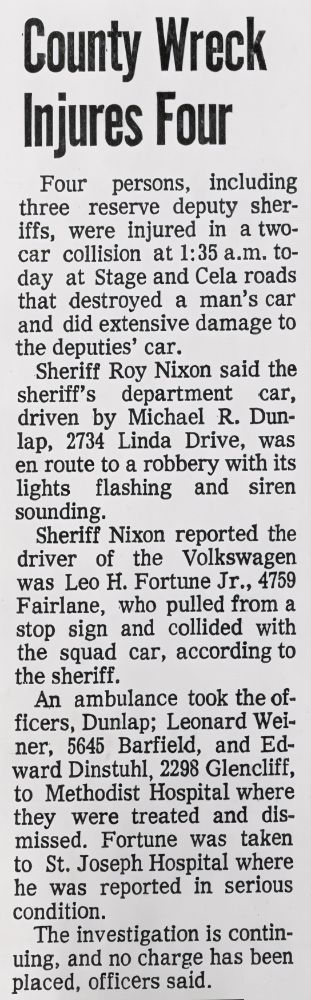 County Wreck
Injures Four
Four persons, including
three reserve deputy sher-
iffs, were injured in a two-
car collision at 1:35 a.m. to-
day at Stage and Cela roads
that destroyed a man's car
and did extensive damage to
the deputies' car.
Sheriff Roy Nixon said the
sheriff's department car,
driven by Michael R. Dun-
lap, 2734 Linda Drive, was
en route to a robbery with its
lights flashing and siren
sounding.
Sheriff Nixon reported the
driver of the Volkswagen
was Leo H. Fortune Jr., 4759
Fairlane, who pulled from a
stop sign and collided with
the squad car, according to
the sheriff.
An ambulance took the of-
ficers, Dunlap; Leonard Wei-
ner, 5645 Barfield, and Ed-
ward Dinstuhl, 2298 Glencliff,
to Methodist Hospital where
they were treated and dis-
missed. Fortune was taken
to St. Joseph Hospital where
he was reported in serious
condition.
The investigation is contin-
uing, and no charge has been
placed, officers said.